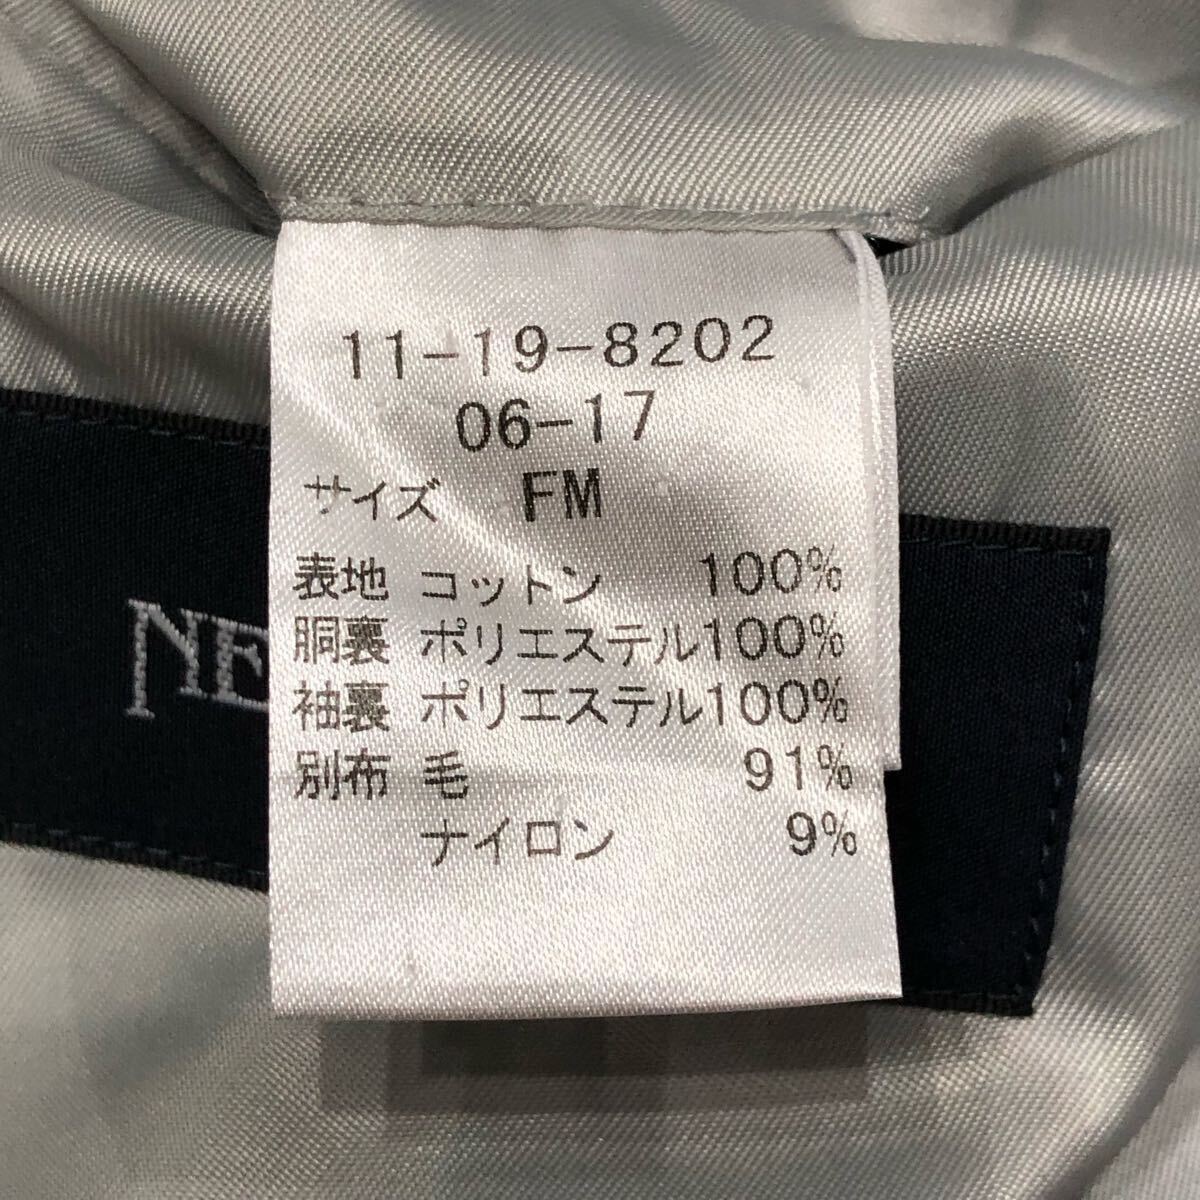 11-19-8202
06-17
サイズ FM
表地 コットン 100%
胴裏 ポリエステル100%
袖裏 ポリエステル100%
別布 毛 91%
ナイロン 9%
NE